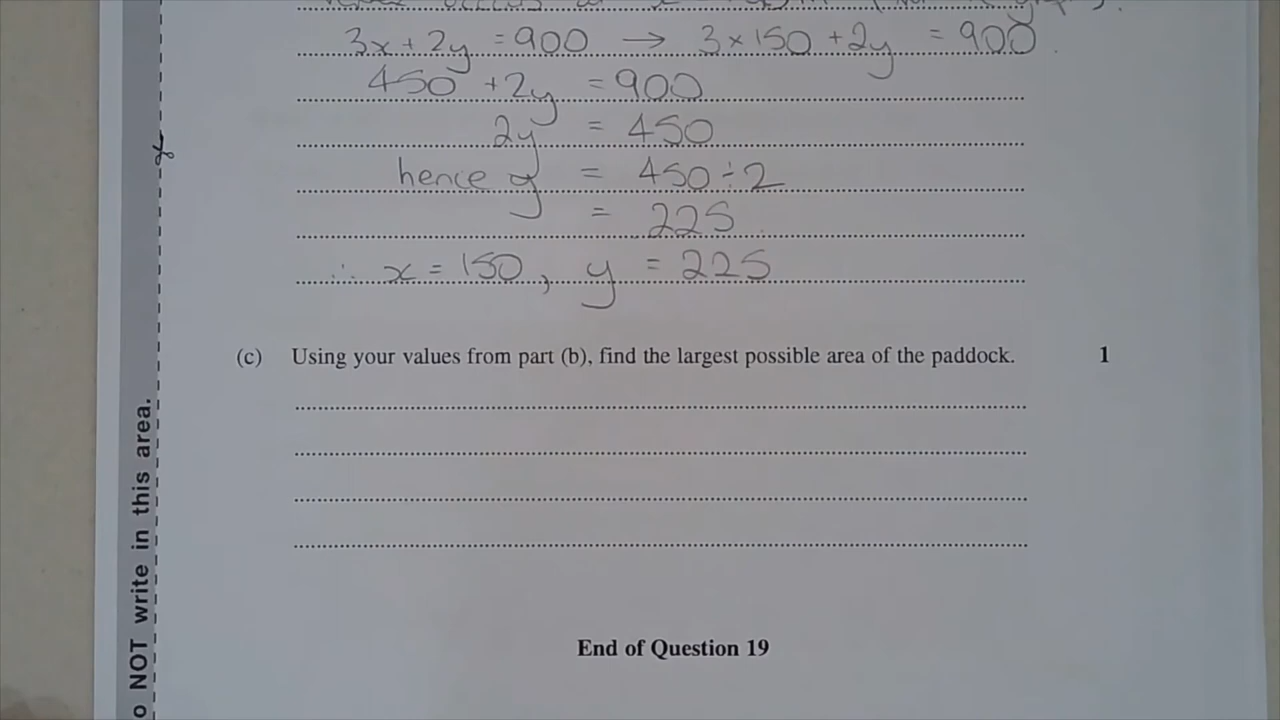 3x + 2y = 900 → 3 × 150 + 2y = 900.
450 + 2y = 900
2y = 450
hence y = 450 ÷ 2
= 225
∴ x = 150, y = 225
(c) Using your values from part (b), find the largest possible area of the paddock. 1
End of Question 19
NOT write in this area.